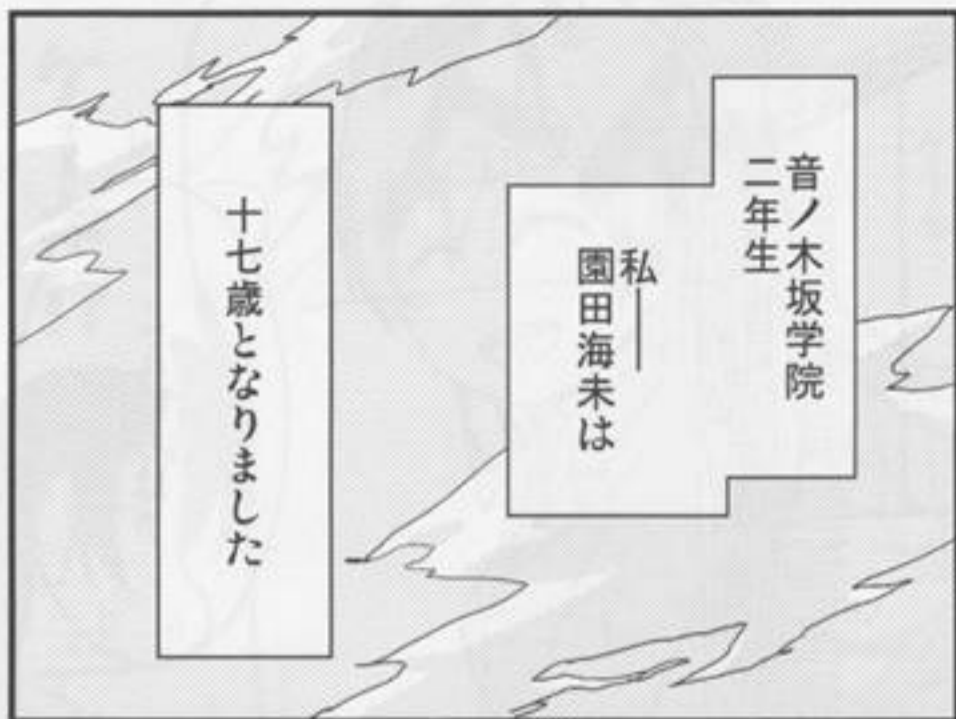 音ノ木坂学院
二年生
私――
園田海未は
十七歳となりました